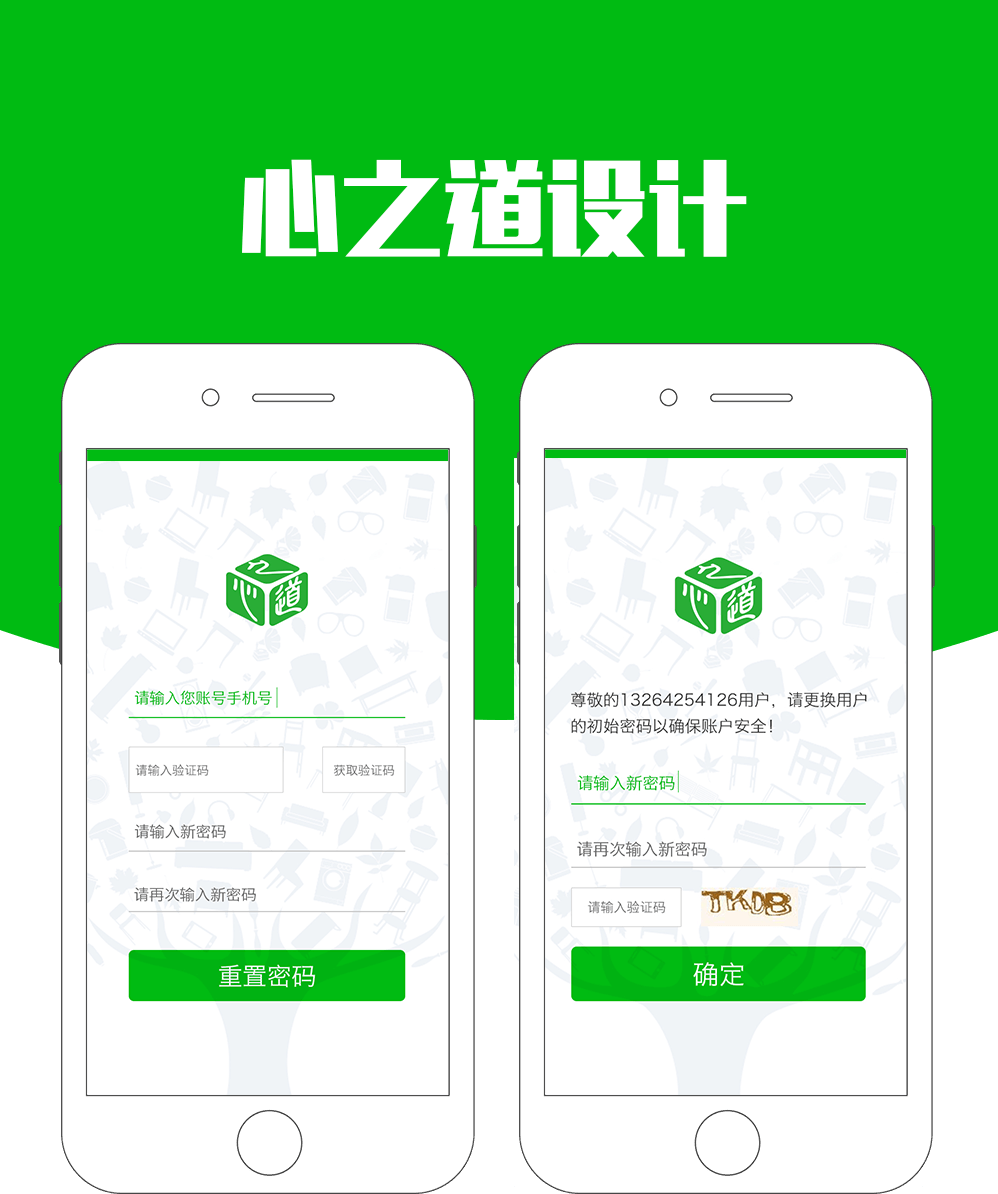 心之道设计
之
心道
请输入您账号手机号
请输入验证码
获取验证码
请输入新密码
请再次输入新密码
重置密码
之
心道
尊敬的13264254126用户，请更换用户
的初始密码以确保账户安全！
请输入新密码
请再次输入新密码
请输入验证码
TKDB
确定